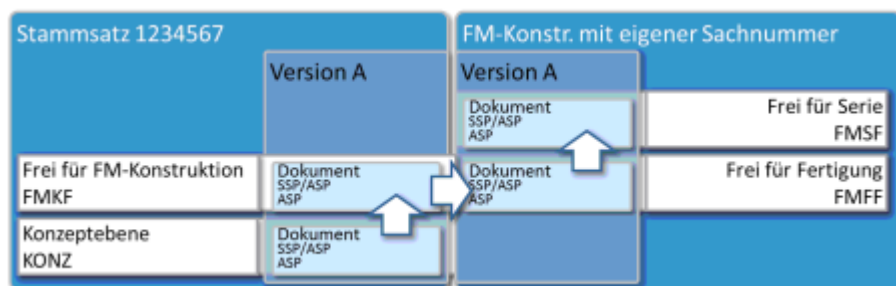 Stammsatz 1234567
Version A
Frei für FM-Konstruktion
FMKF
Dokument
SSP/ASP
ASP
Konzeptebene
KONZ
Dokument
SSP/ASP
ASP
FM-Konstr. mit eigener Sachnummer
Version A
Dokument
SSP/ASP
ASP
Frei für Serie
FMSF
Dokument
SSP/ASP
ASP
Frei für Fertigung
FMFF